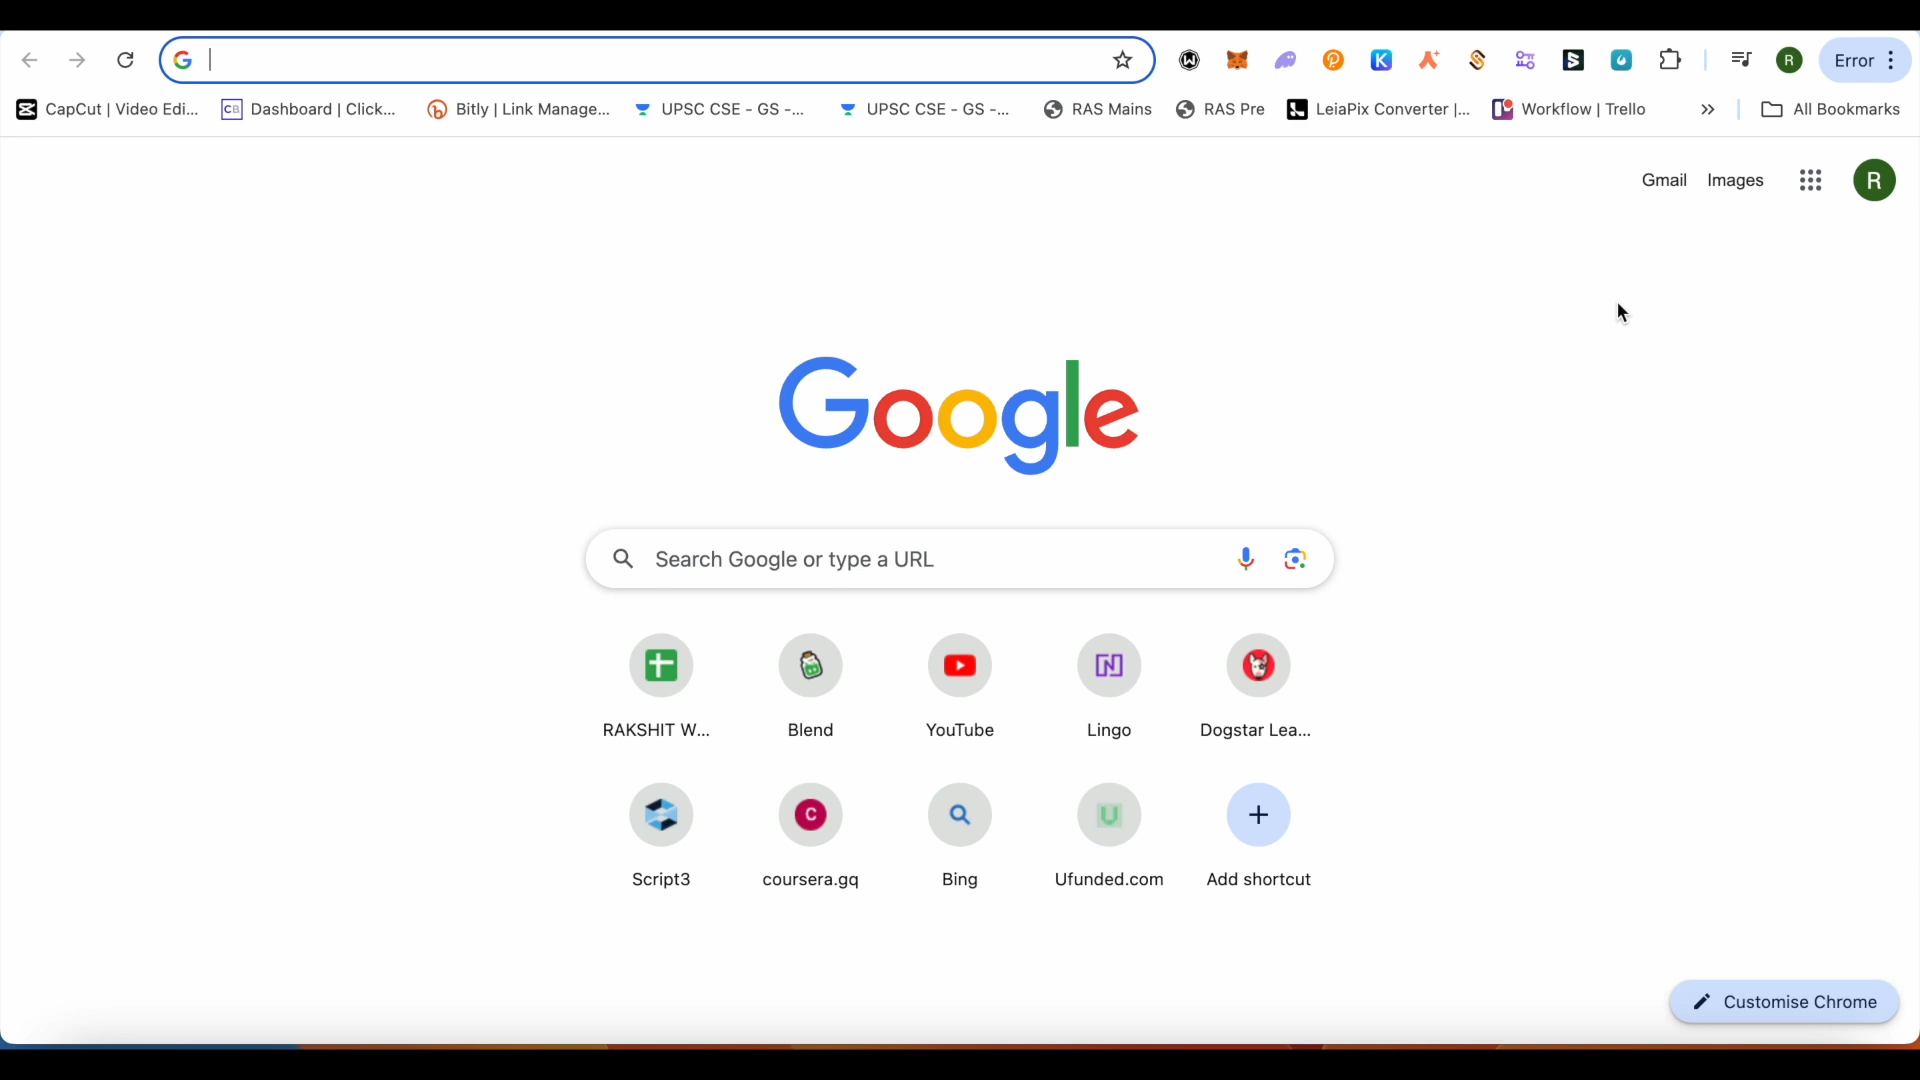 R
Error
CapCut | Video Edi...
CB
Dashboard | Click...
Bitly | Link Manage...
UPSC CSE - GS -...
UPSC CSE - GS -...
RAS Mains
RAS Pre
LeiaPix Converter |...
Workflow | Trello
All Bookmarks
Gmail
Images
R
Google
Search Google or type a URL
RAKSHIT W...
Blend
YouTube
Lingo
Dogstar Lea...
C
U
Script3
coursera.gq
Bing
Ufunded.com
Add shortcut
Customise Chrome